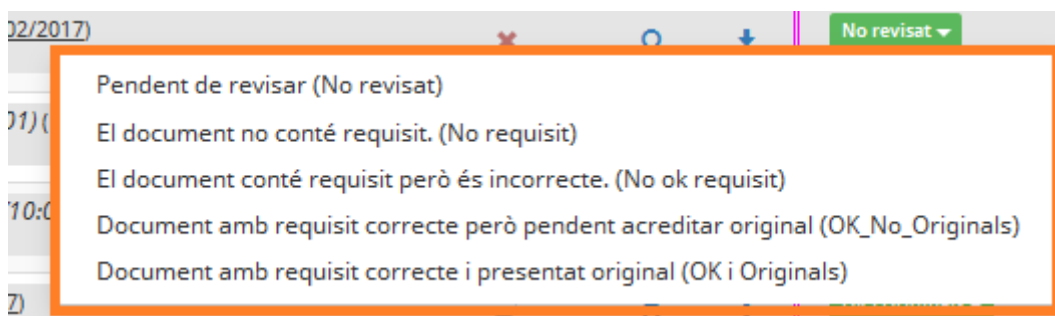 02/2017)
No revisat
Pendent de revisar (No revisat)
01) (
El document no conté requisit. (No requisit)
El document conté requisit però és incorrecte. (No ok requisit)
Document amb requisit correcte però pendent acreditar original (OK_No_Originals)
Document amb requisit correcte i presentat original (OK i Originals)
7)